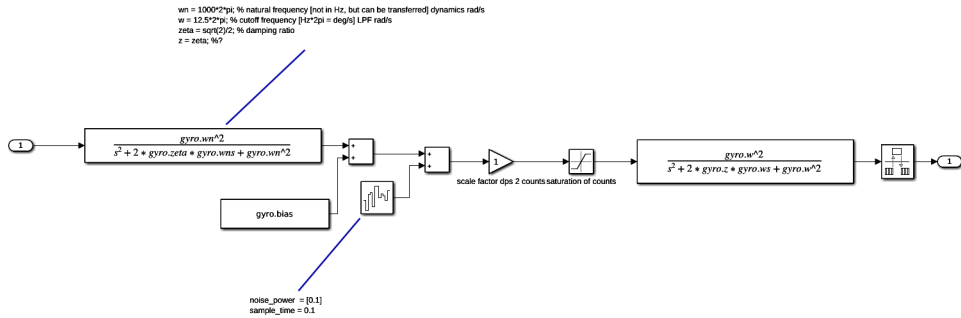 wn = 1000*2*pi; % natural frequency [not in Hz, but can be transferred] dynamics rad/s
w = 12.5*2*pi; % cutoff frequency [Hz*2pi = deg/s] LPF rad/s
zeta = sqrt(2)/2; % damping ratio
z = zeta; %?
1
gyro.wn^2
s² + 2 * gyro.zeta * gyro.wns + gyro.wn^2
+
+
+
+
1
scale factor dps 2 counts
saturation of counts
gyro.w^2
s² + 2 * gyro.z * gyro.ws + gyro.w^2
1
gyro.bias
noise_power = [0.1]
sample_time = 0.1